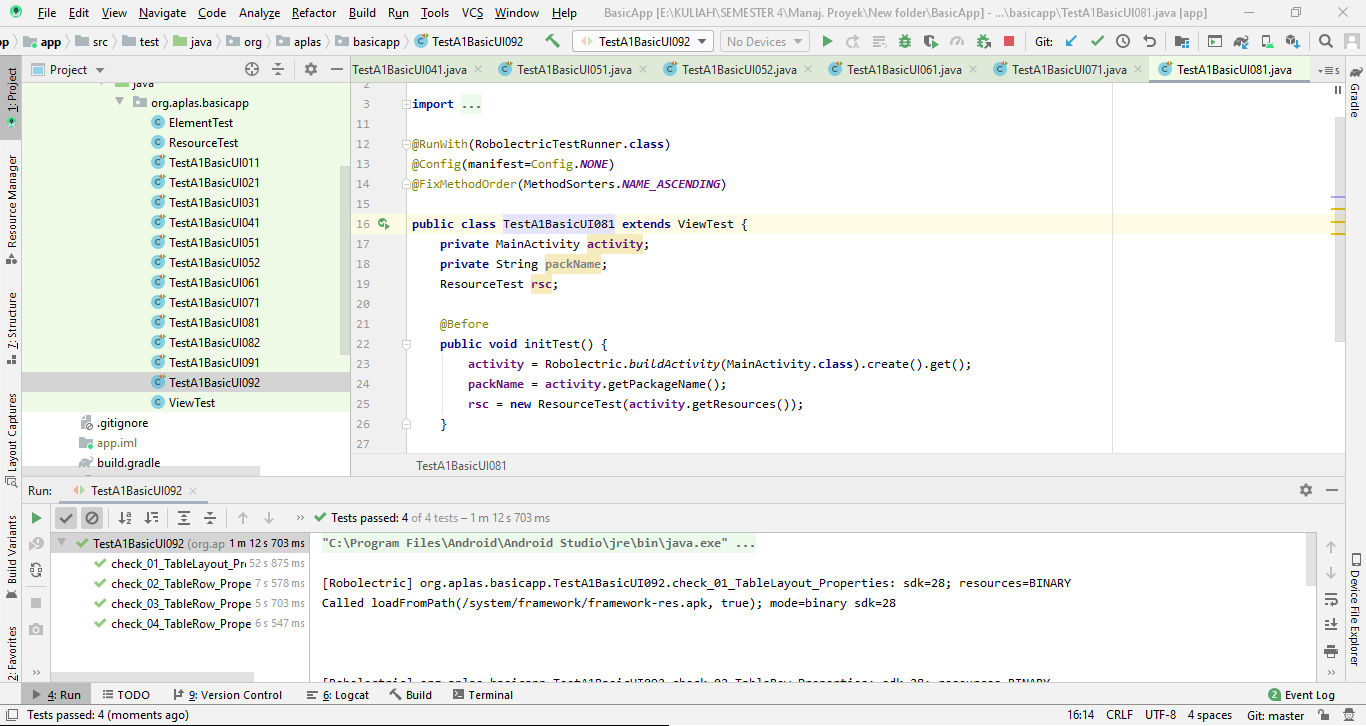 File Edit View Navigate Code Analyze Refactor Build Run Tools VCS Window Help BasicApp [E:\KULIAH\SEMESTER 4\Manaj. Proyek\New folder\BasicApp] - ...\basicapp\TestA1BasicUI081.java [app]
app src test java org aplas basicapp TestA1BasicUI092 TestA1BasicUI092 No Devices Git:
Project TestA1BasicUI041.java TestA1BasicUI051.java TestA1BasicUI052.java TestA1BasicUI061.java TestA1BasicUI071.java TestA1BasicUI081.java
java
org.aplas.basicapp
ElementTest
ResourceTest
TestA1BasicUI011
TestA1BasicUI021
TestA1BasicUI031
TestA1BasicUI041
TestA1BasicUI051
TestA1BasicUI052
TestA1BasicUI061
TestA1BasicUI071
TestA1BasicUI081
TestA1BasicUI082
TestA1BasicUI091
TestA1BasicUI092
ViewTest
.gitignore
app.iml
build.gradle
1: Project
Resource Manager
7: Structure
Layout Captures
Build Variants
2: Favorites
2
3 import ...
11
12 @RunWith(RobolectricTestRunner.class)
13 @Config(manifest=Config.NONE)
14 @FixMethodOrder(MethodSorters.NAME_ASCENDING)
15
16 public class TestA1BasicUI081 extends ViewTest {
17 private MainActivity activity;
18 private String packName;
19 ResourceTest rsc;
20
21 @Before
22 public void initTest() {
23 activity = Robolectric.buildActivity(MainActivity.class).create().get();
24 packName = activity.getPackageName();
25 rsc = new ResourceTest(activity.getResources());
26 }
27
TestA1BasicUI081
Gradle
Device File Explorer
Run: TestA1BasicUI092
Tests passed: 4 of 4 tests – 1 m 12 s 703 ms
TestA1BasicUI092 (org.ap 1 m 12 s 703 ms
check_01_TableLayout_Pr 52 s 875 ms
check_02_TableRow_Prope 7 s 578 ms
check_03_TableRow_Prope 5 s 703 ms
check_04_TableRow_Prope 6 s 547 ms
"C:\Program Files\Android\Android Studio\jre\bin\java.exe" ...
[Robolectric] org.aplas.basicapp.TestA1BasicUI092.check_01_TableLayout_Properties: sdk=28; resources=BINARY
Called loadFromPath(/system/framework/framework-res.apk, true); mode=binary sdk=28
[Robolectric] org.aplas.basicapp.TestA1BasicUI092.check_02_TableRow_Properties: sdk=28; resources=BINARY
4: Run TODO 9: Version Control 6: Logcat Build Terminal 2 Event Log
Tests passed: 4 (moments ago) 16:14 CRLF UTF-8 4 spaces Git: master